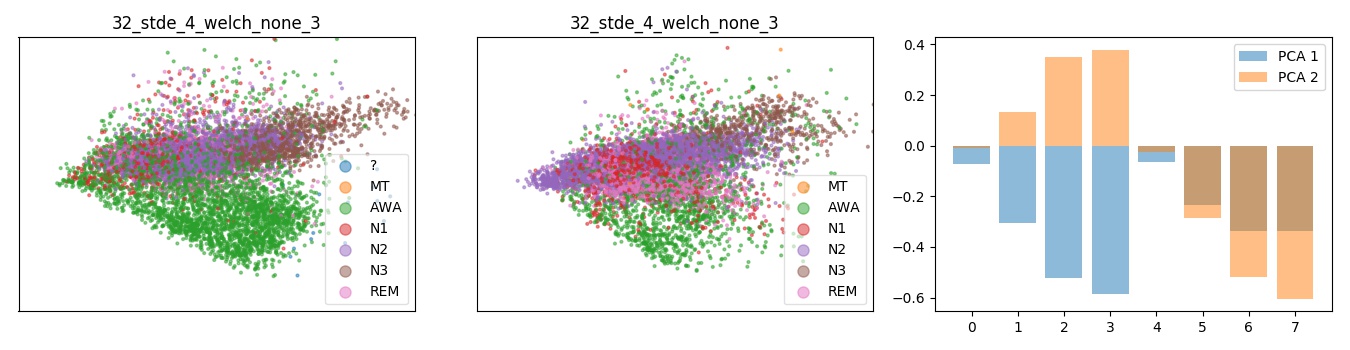 32_stde_4_welch_none_3
?
MT
AWA
N1
N2
N3
REM
32_stde_4_welch_none_3
MT
AWA
N1
N2
N3
REM
PCA 1
PCA 2
0.4
0.2
0.0
−0.2
−0.4
−0.6
0 1 2 3 4 5 6 7